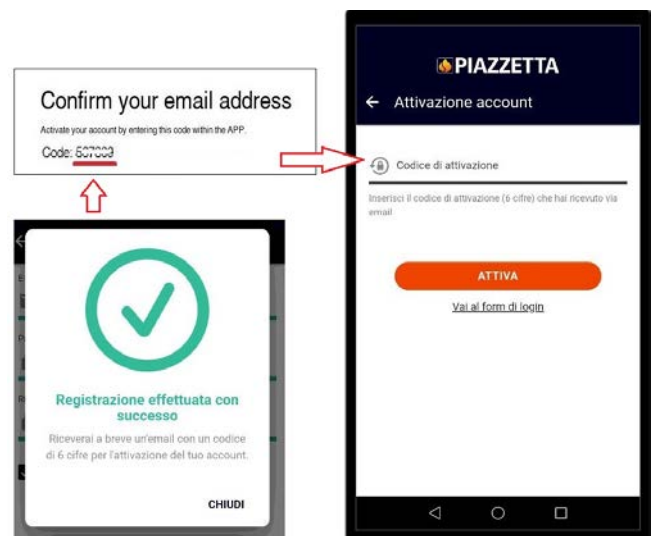 Confirm your email address
Activate your account by entering this code within the APP.
Code:
Registrazione effettuata con
successo
Riceverai a breve un'email con un codice
di 6 cifre per l'attivazione del tuo account.
CHIUDI
PIAZZETTA
Attivazione account
Codice di attivazione
Inserisci il codice di attivazione (6 cifre) che hai ricevuto via
email
ATTIVA
Vai al form di login